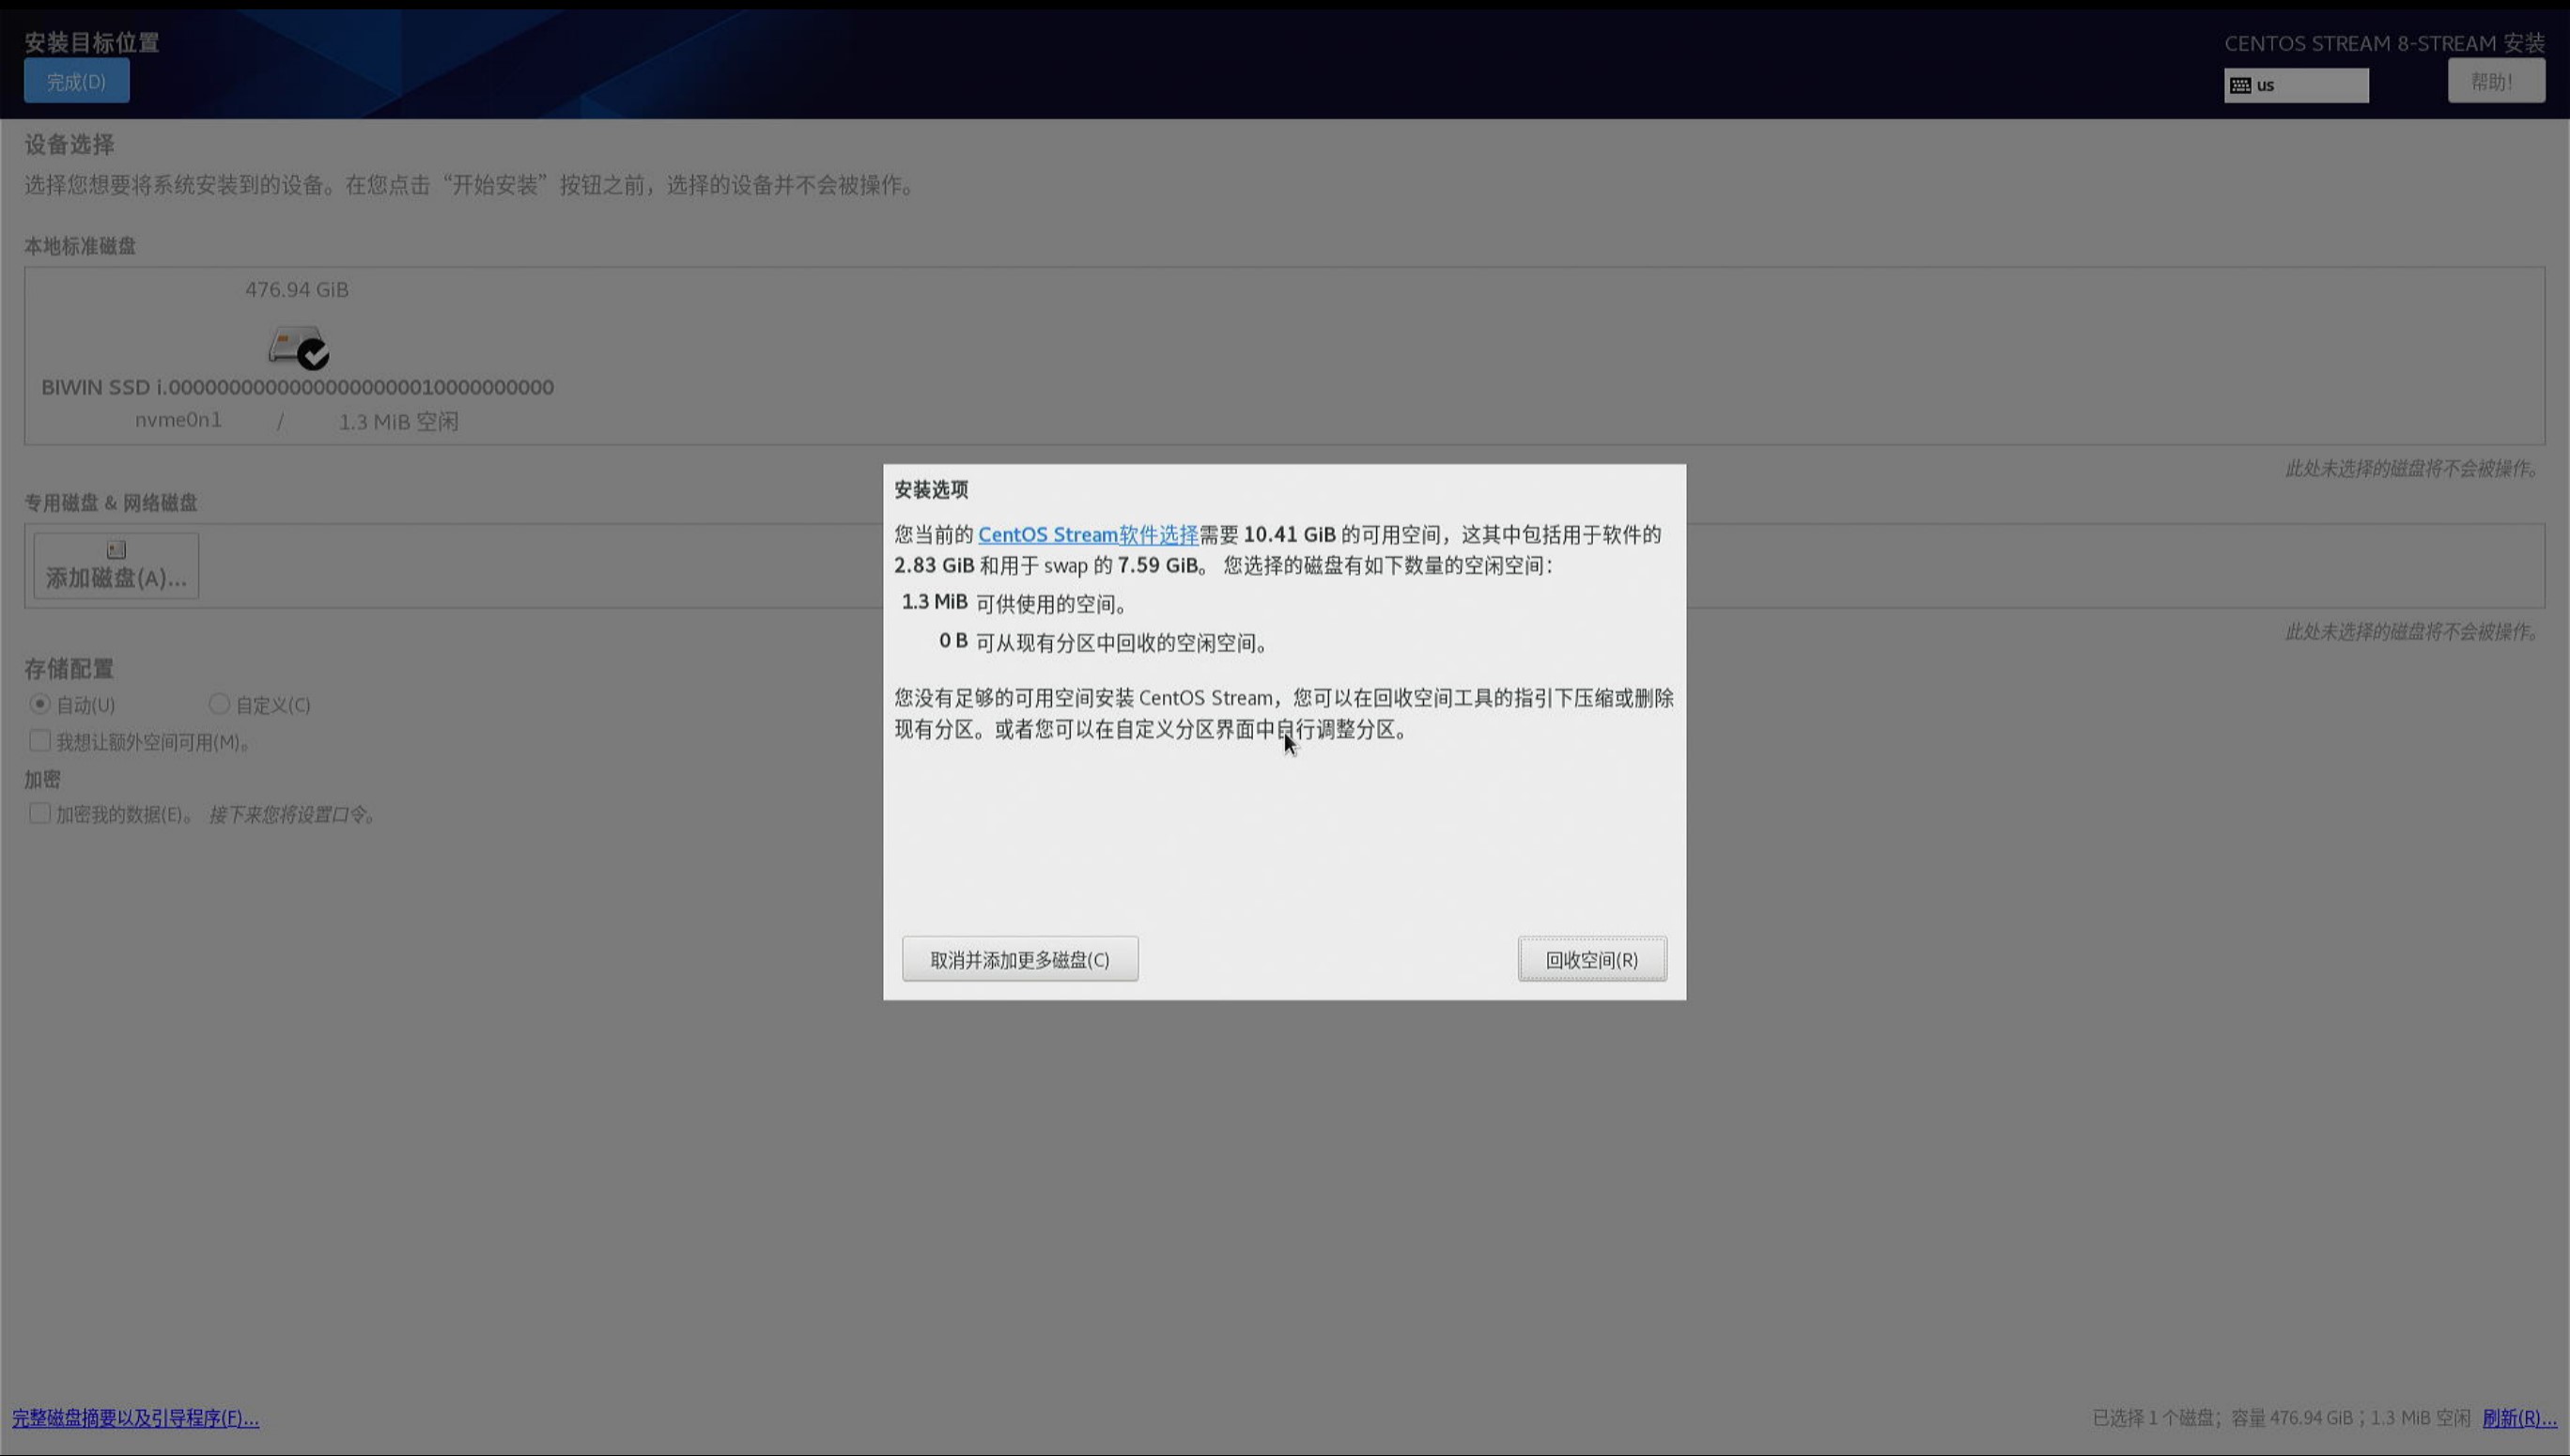 安装目标位置
CENTOS STREAM 8-STREAM 安装
完成(D)
us
帮助!
设备选择
选择您想要将系统安装到的设备。在您点击“开始安装”按钮之前，选择的设备并不会被操作。
本地标准磁盘
476.94 GiB
nvme0n1 / 1.3 MiB 空闲
此处未选择的磁盘将不会被操作。
专用磁盘 & 网络磁盘
添加磁盘(A)...
此处未选择的磁盘将不会被操作。
存储配置
自动(U) 自定义(C)
我想让额外空间可用(M)。
加密
加密我的数据(E)。 接下来您将设置口令。
安装选项
您当前的 CentOS Stream软件选择需要 10.41 GiB 的可用空间，这其中包括用于软件的
2.83 GiB 和用于 swap 的 7.59 GiB。 您选择的磁盘有如下数量的空闲空间：
1.3 MiB 可供使用的空间。
0 B 可从现有分区中回收的空闲空间。
您没有足够的可用空间安装 CentOS Stream，您可以在回收空间工具的指引下压缩或删除
现有分区。或者您可以在自定义分区界面中自行调整分区。
取消并添加更多磁盘(C)
回收空间(R)
完整磁盘摘要以及引导程序(F)...
已选择 1 个磁盘；容量 476.94 GiB；1.3 MiB 空闲 刷新(R)...